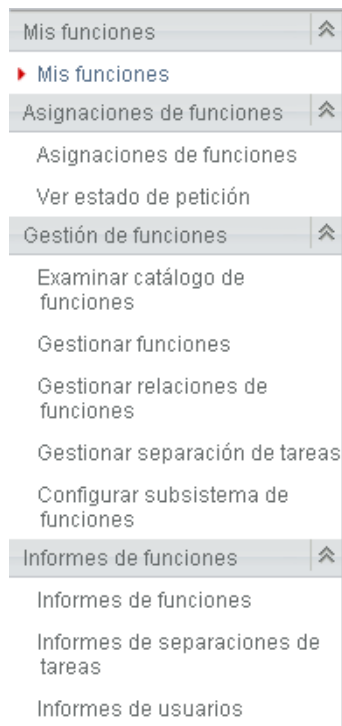 Mis funciones
Mis funciones
Asignaciones de funciones
Asignaciones de funciones
Ver estado de petición
Gestión de funciones
Examinar catálogo de
funciones
Gestionar funciones
Gestionar relaciones de
funciones
Gestionar separación de tareas
Configurar subsistema de
funciones
Informes de funciones
Informes de funciones
Informes de separaciones de
tareas
Informes de usuarios